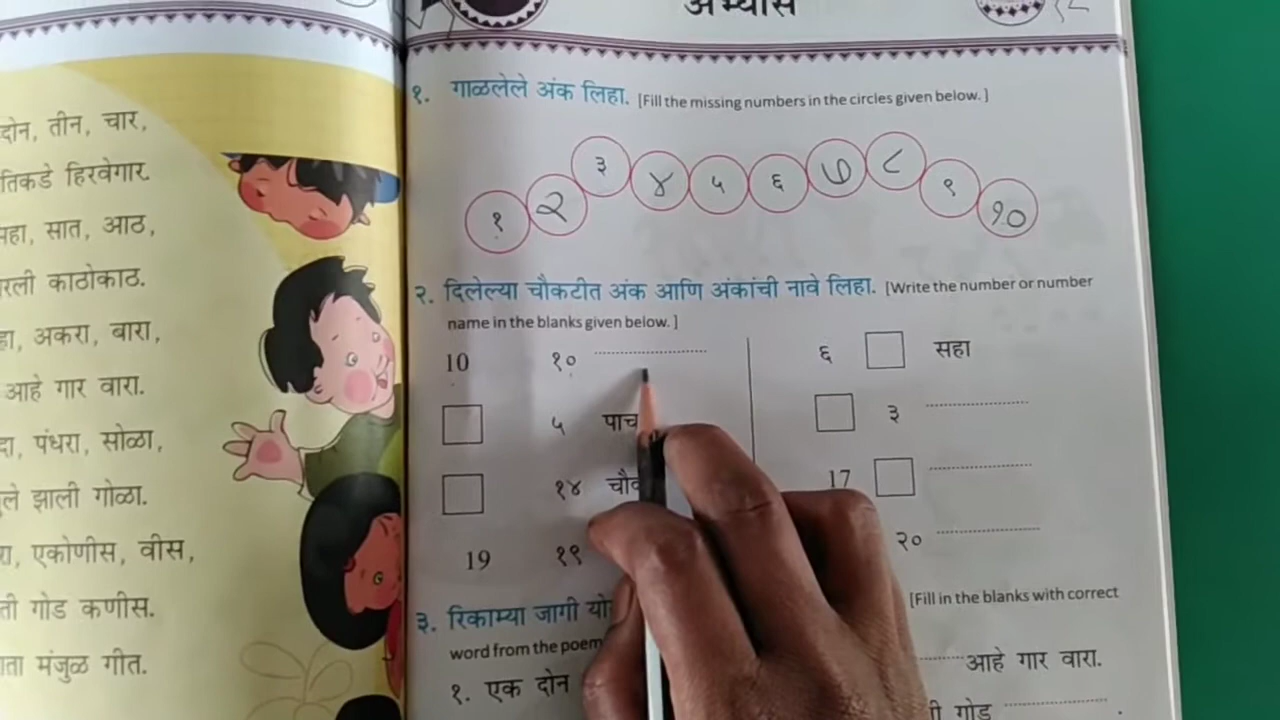 दोन, तीन, चार,
तिकडे हिरवेगार.
सहा, सात, आठ,
काठोकाठ.
अकरा, बारा,
आहे गार वारा.
पंधरा, सोळा,
झाली गोळा.
एकोणीस, वीस,
गोड कणीस.
मंजुळ गीत.
अभ्यास
१. गाळलेले अंक लिहा. [Fill the missing numbers in the circles given below.]
१ २ ३ ४ ५ ६ ७ ८ ९ १०
२. दिलेल्या चौकटीत अंक आणि अंकांची नावे लिहा. [Write the number or number
name in the blanks given below.]
10 १० ....................
५ पाच
१४
19 १९
६ सहा
३ ....................
17 ....................
२० ....................
३. रिकाम्या जागी [Fill in the blanks with correct
word from the poem
१. एक दोन ........ आहे गार वारा.
गोड .................... .